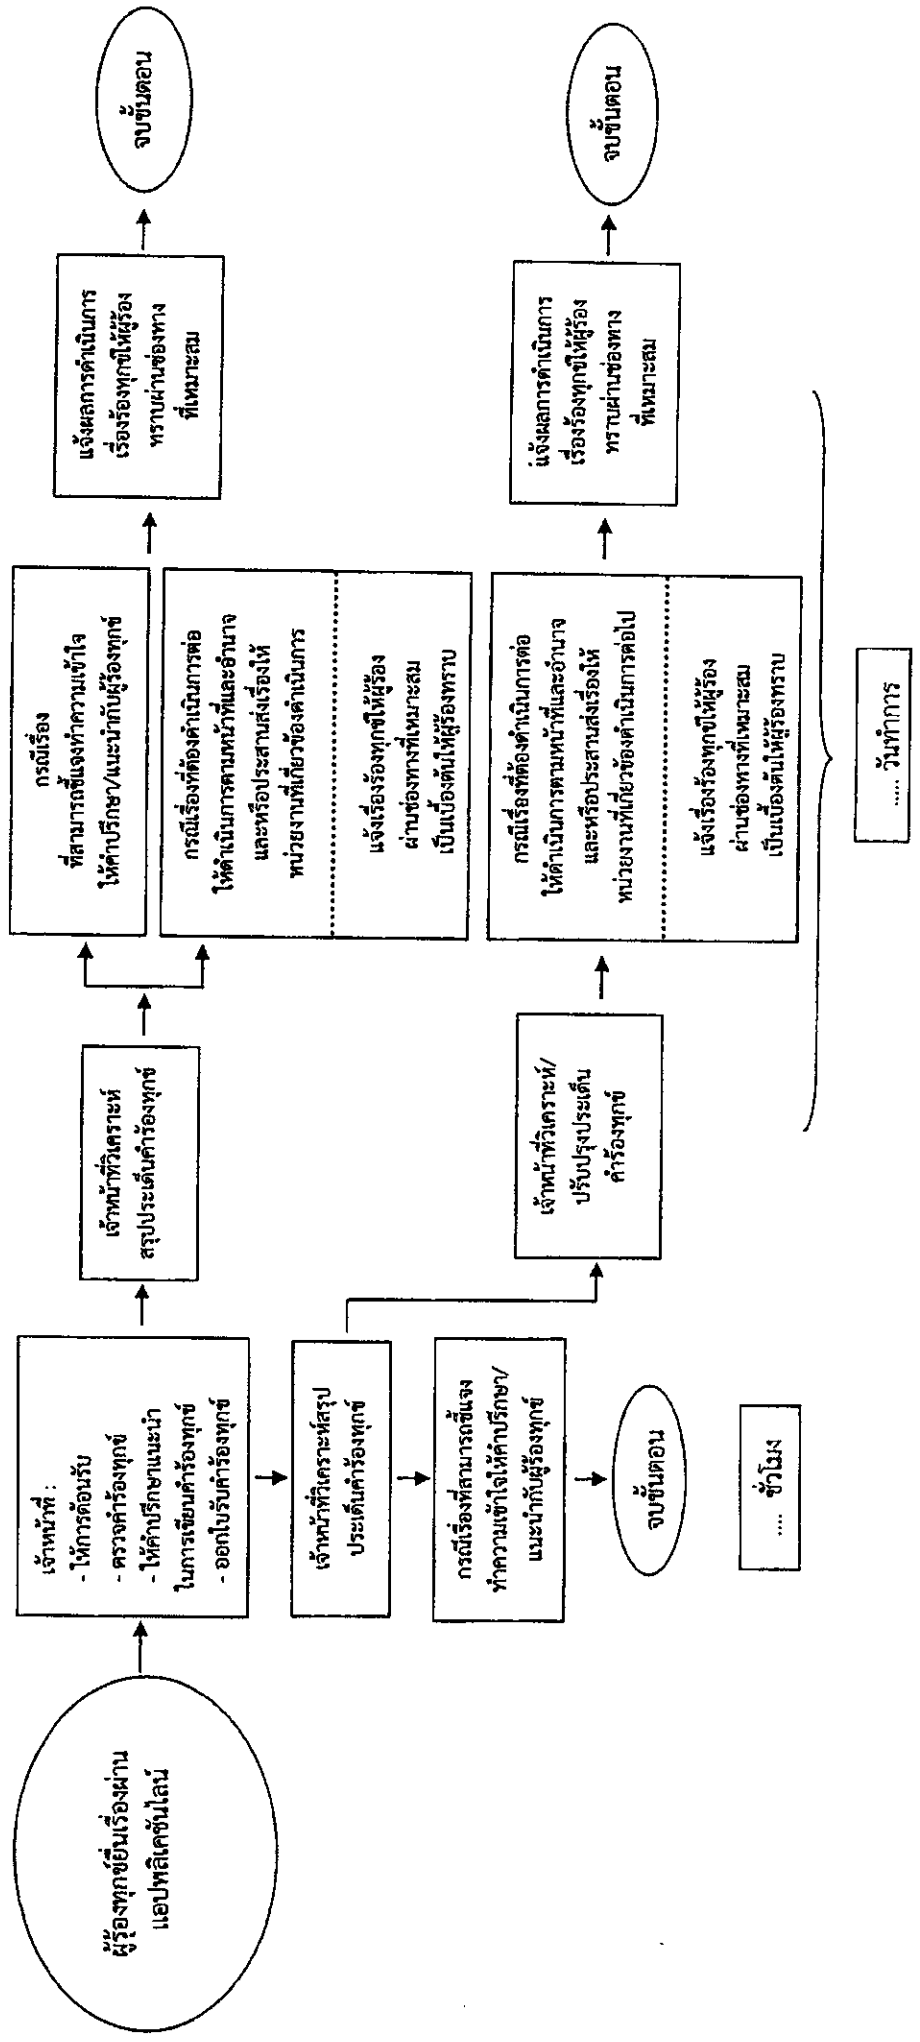 ผู้ร้องทุกข์ยื่นเรื่องผ่าน
แอปพลิเคชันไลน์
เจ้าหน้าที่ :
- ให้การต้อนรับ
- ตรวจคำร้องทุกข์
- ให้คำปรึกษาแนะนำ
ในการเขียนคำร้องทุกข์
- ออกใบรับคำร้องทุกข์
เจ้าหน้าที่วิเคราะห์
สรุปประเด็นคำร้องทุกข์
กรณีเรื่อง
ที่สามารถชี้แจงทำความเข้าใจ
ให้คำปรึกษา/แนะนำกับผู้ร้องทุกข์
กรณีเรื่องที่ต้องดำเนินการต่อ
ให้ดำเนินการตามหน้าที่และอำนาจ
และหรือประสานส่งเรื่องให้
หน่วยงานที่เกี่ยวข้องดำเนินการ
แจ้งเรื่องร้องทุกข์ให้ผู้ร้อง
ผ่านช่องทางที่เหมาะสม
เป็นเบื้องต้นให้ผู้ร้องทราบ
แจ้งผลการดำเนินการ
เรื่องร้องทุกข์ให้ผู้ร้อง
ทราบผ่านช่องทาง
ที่เหมาะสม
จบขั้นตอน
เจ้าหน้าที่วิเคราะห์สรุป
ประเด็นคำร้องทุกข์
กรณีเรื่องที่สามารถชี้แจง
ทำความเข้าใจให้คำปรึกษา/
แนะนำกับผู้ร้องทุกข์
จบขั้นตอน
เจ้าหน้าที่วิเคราะห์/
ปรับปรุงประเด็น
คำร้องทุกข์
กรณีเรื่องที่ต้องดำเนินการต่อ
ให้ดำเนินการตามหน้าที่และอำนาจ
และหรือประสานส่งเรื่องให้
หน่วยงานที่เกี่ยวข้องดำเนินการต่อไป
แจ้งเรื่องร้องทุกข์ให้ผู้ร้อง
ผ่านช่องทางที่เหมาะสม
เป็นเบื้องต้นให้ผู้ร้องทราบ
แจ้งผลการดำเนินการ
เรื่องร้องทุกข์ให้ผู้ร้อง
ทราบผ่านช่องทาง
ที่เหมาะสม
จบขั้นตอน
.... ชั่วโมง
..... วันทำการ